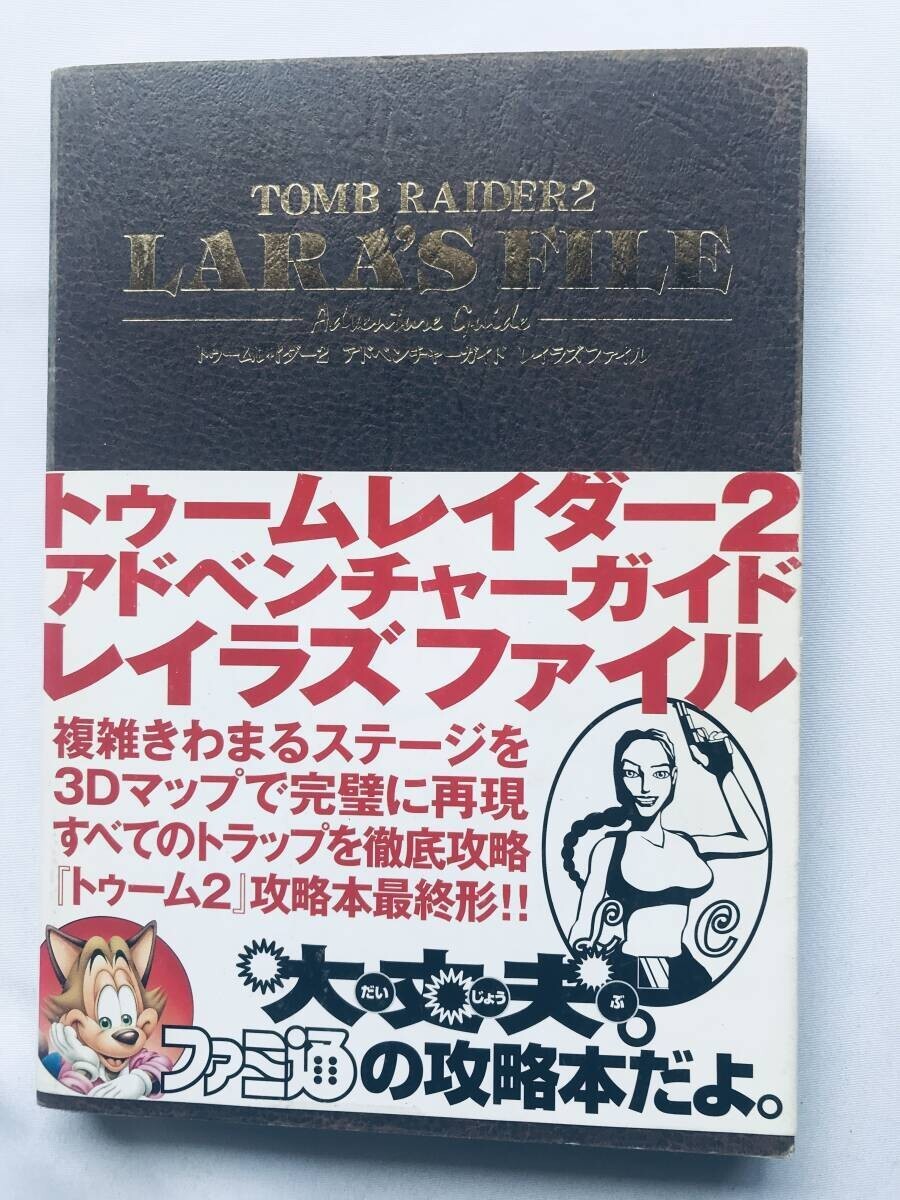 TOMB RAIDER2
LARA'S FILE
Adventure Guide
トゥームレイダー2 アドベンチャーガイド レイラズファイル
トゥームレイダー2
アドベンチャーガイド
レイラズファイル
複雑きわまるステージを
3Dマップで完璧に再現
すべてのトラップを徹底攻略
『トゥーム2』攻略本最終形!!
L C
大丈夫。
だい じょう ぶ
ファミ通の攻略本だよ。